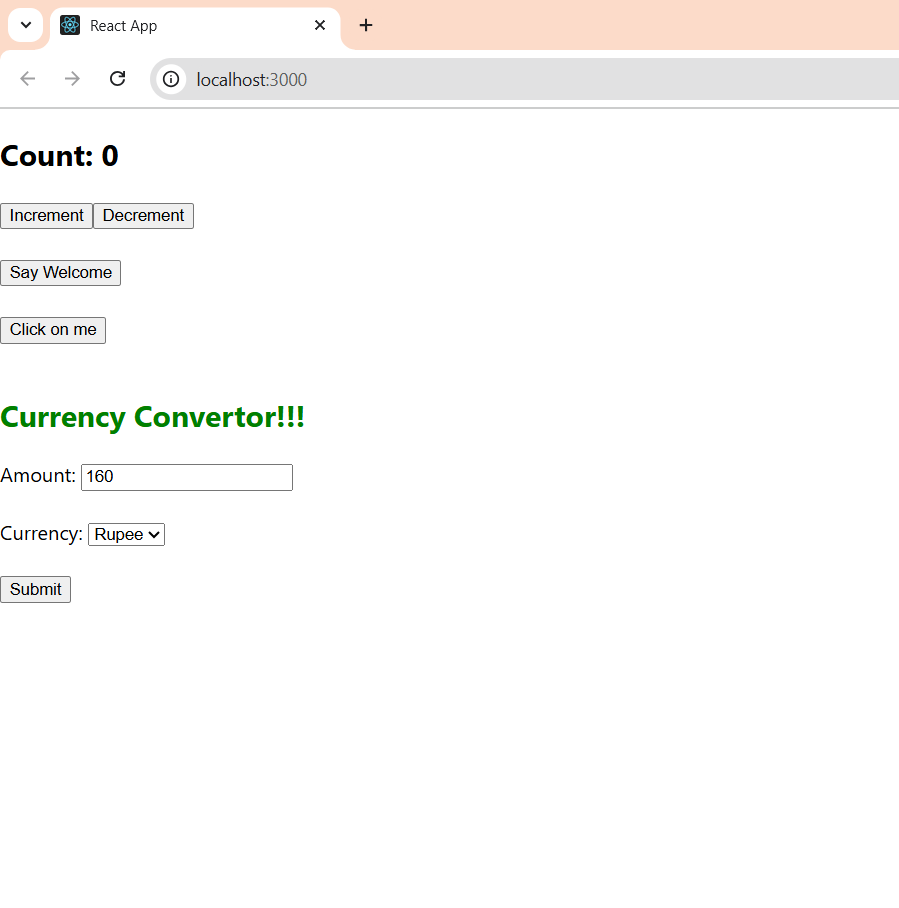 React App
localhost:3000
Count: 0
Increment Decrement
Say Welcome
Click on me
Currency Convertor!!!
Amount: 160
Currency: Rupee
Submit